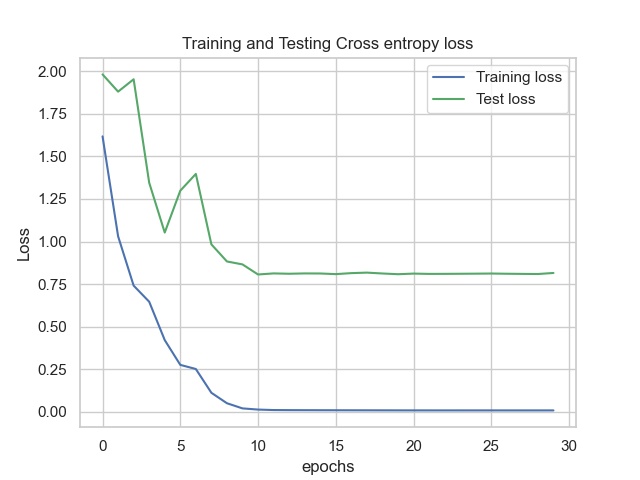 Training and Testing Cross entropy loss
Training loss
Test loss
Loss
2.00
1.75
1.50
1.25
1.00
0.75
0.50
0.25
0.00
0 5 10 15 20 25 30
epochs